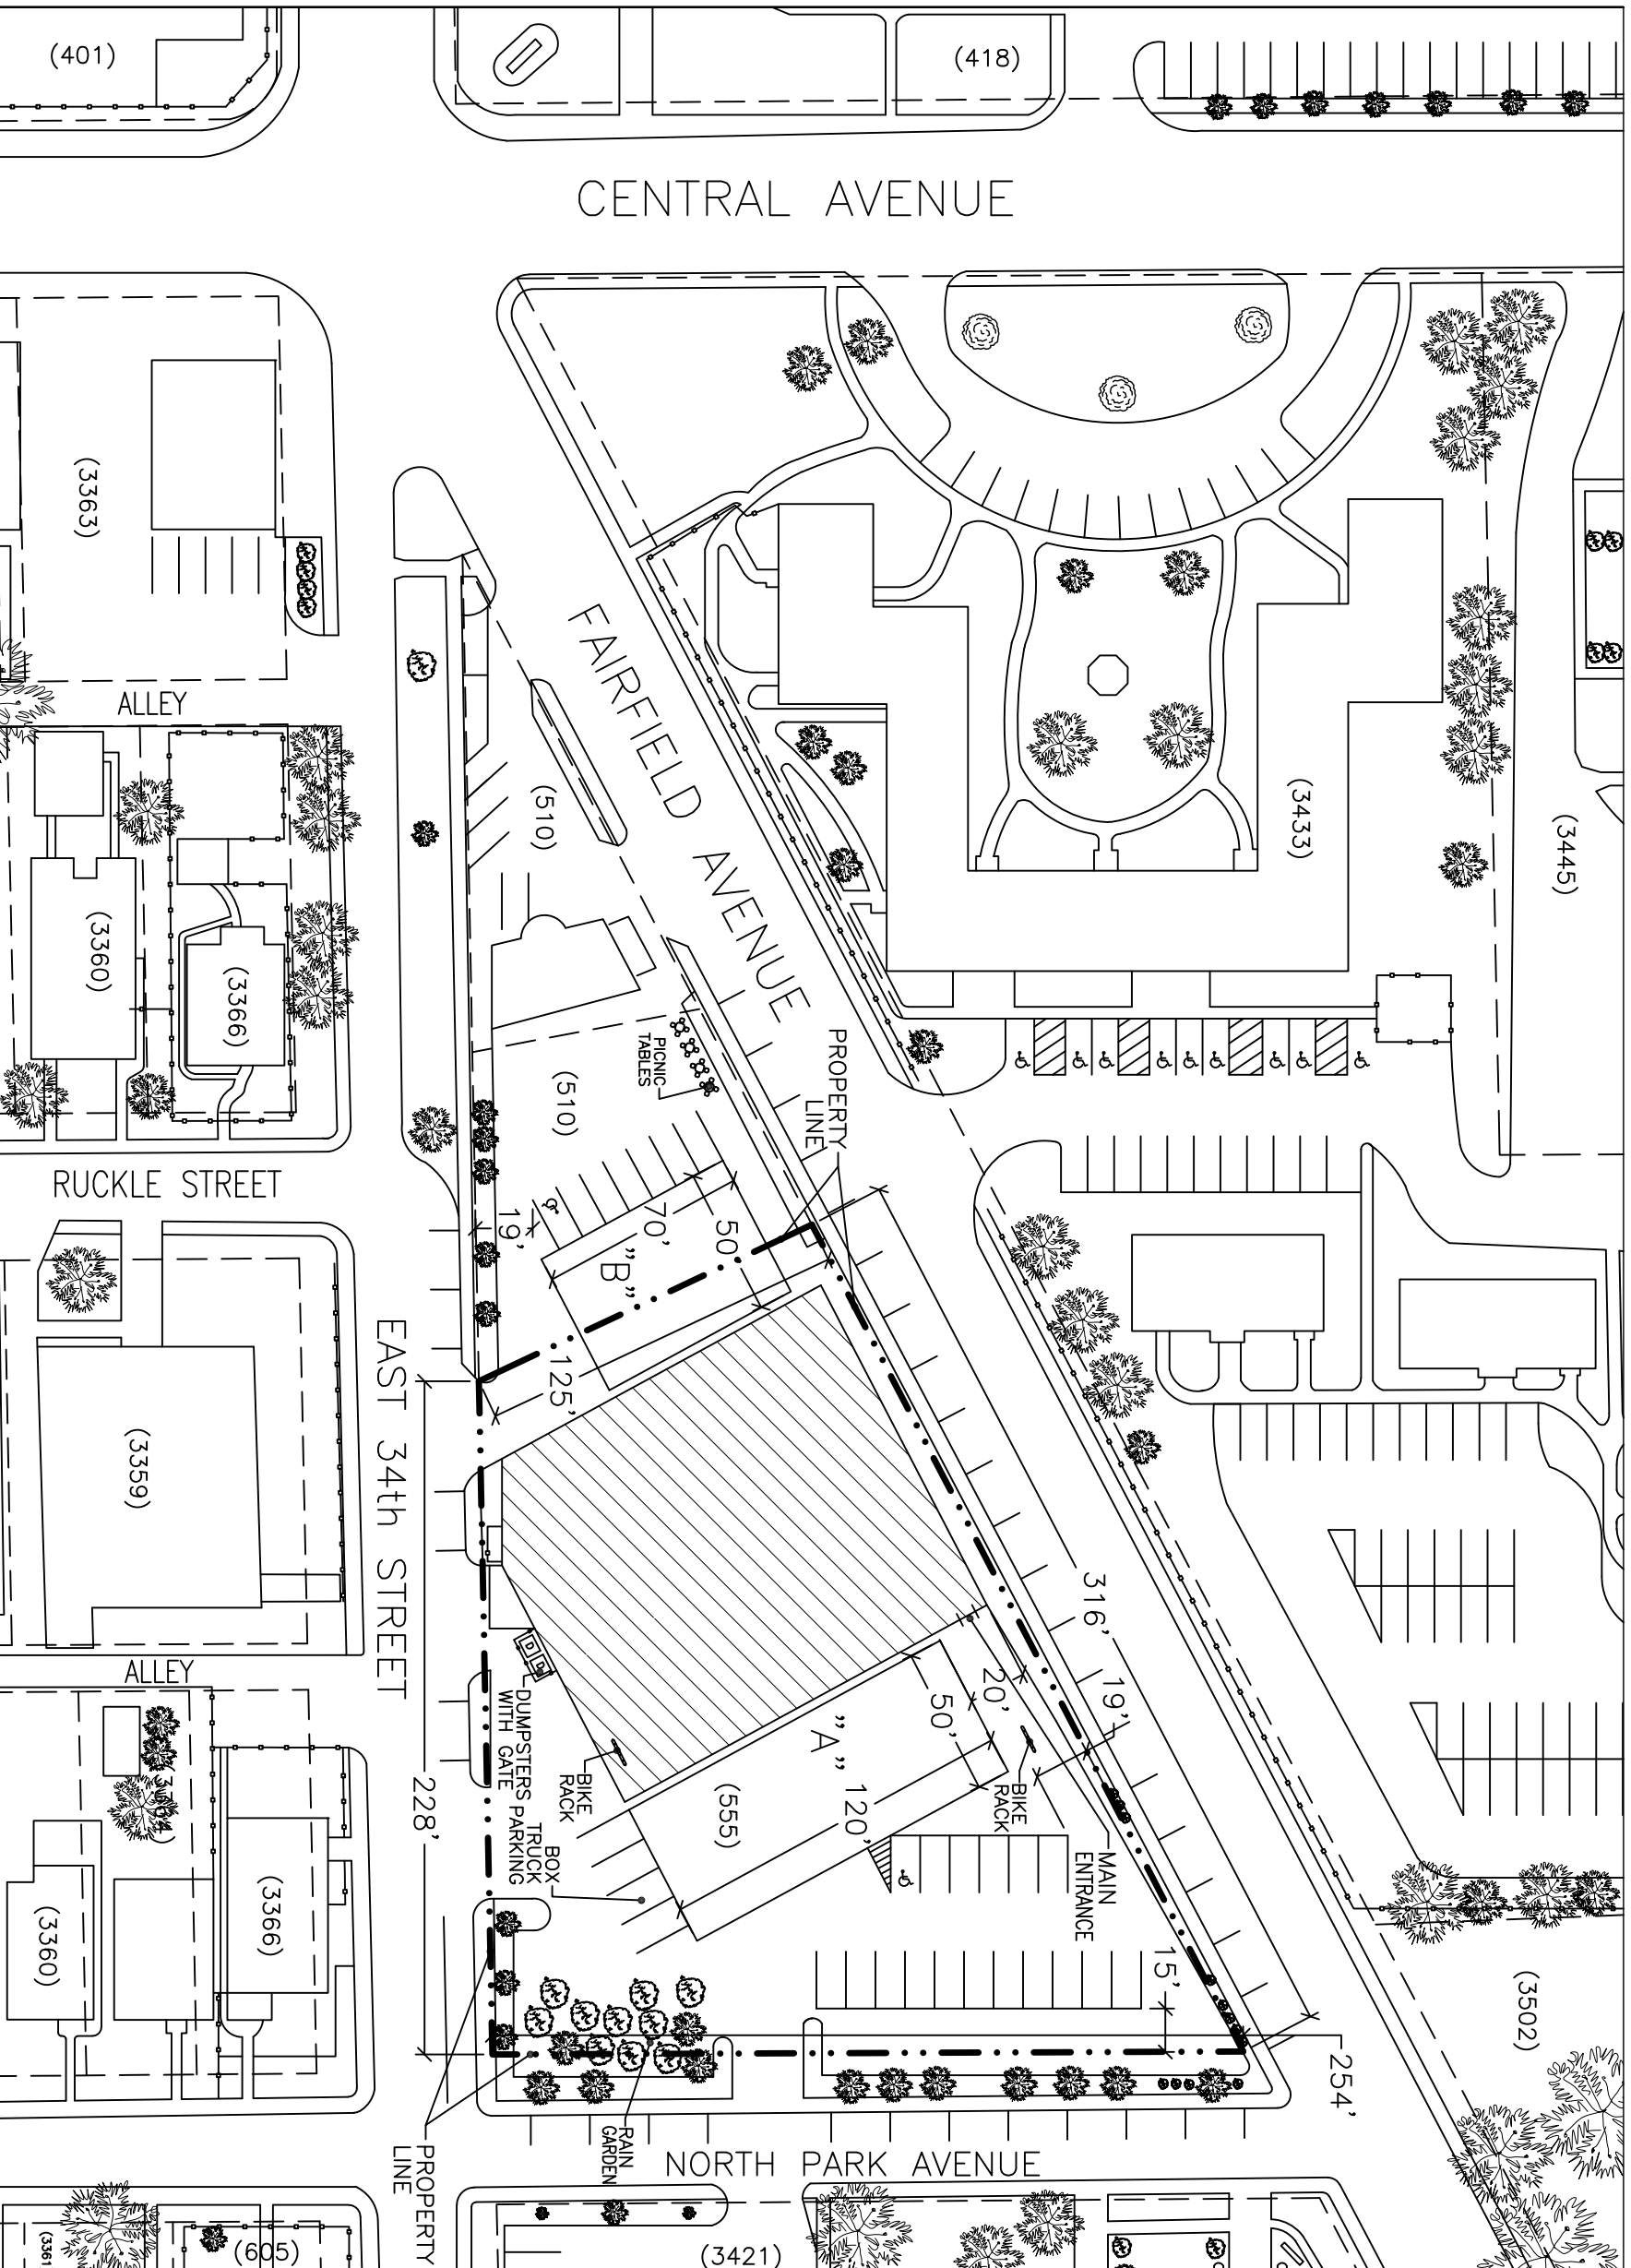 (401)
(418)
CENTRAL AVENUE
(3363)
ALLEY
FAIRFIELD AVENUE
(510)
(3433)
(3445)
(3360)
(3366)
PICNIC
TABLES
(510)
PROPERTY
LINE
RUCKLE STREET
19'
70'
50'
"B"
125'
EAST 34th STREET
(3359)
316'
ALLEY
D
D
DUMPSTERS
WITH GATE
20'
50'
19'
"A"
120'
BIKE
RACK
BIKE
RACK
(555)
228'
BOX
TRUCK
PARKING
MAIN
ENTRANCE
(3366)
(3360)
15'
(3502)
254'
RAIN
GARDEN
NORTH PARK AVENUE
PROPERTY
LINE
(3361
(605)
(3421)